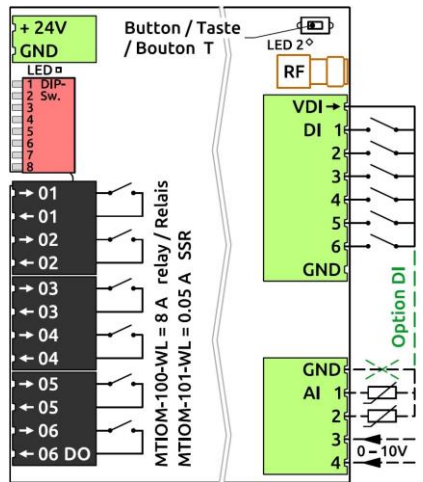 + 24V
GND
LED
1 DIP-
2 Sw.
3
4
5
6
7
8
→ 01
← 01
→ 02
← 02
→ 03
← 03
→ 04
← 04
→ 05
← 05
→ 06
← 06 DO
MTIOM-100-WL = 8 A relay / Relais
MTIOM-101-WL = 0.05 A SSR
Button / Taste
/ Bouton T
LED 2
RF
VDI →
DI 1
2
3
4
5
6
GND
Option DI
GND
AI 1
2
3
4
0 – 10V